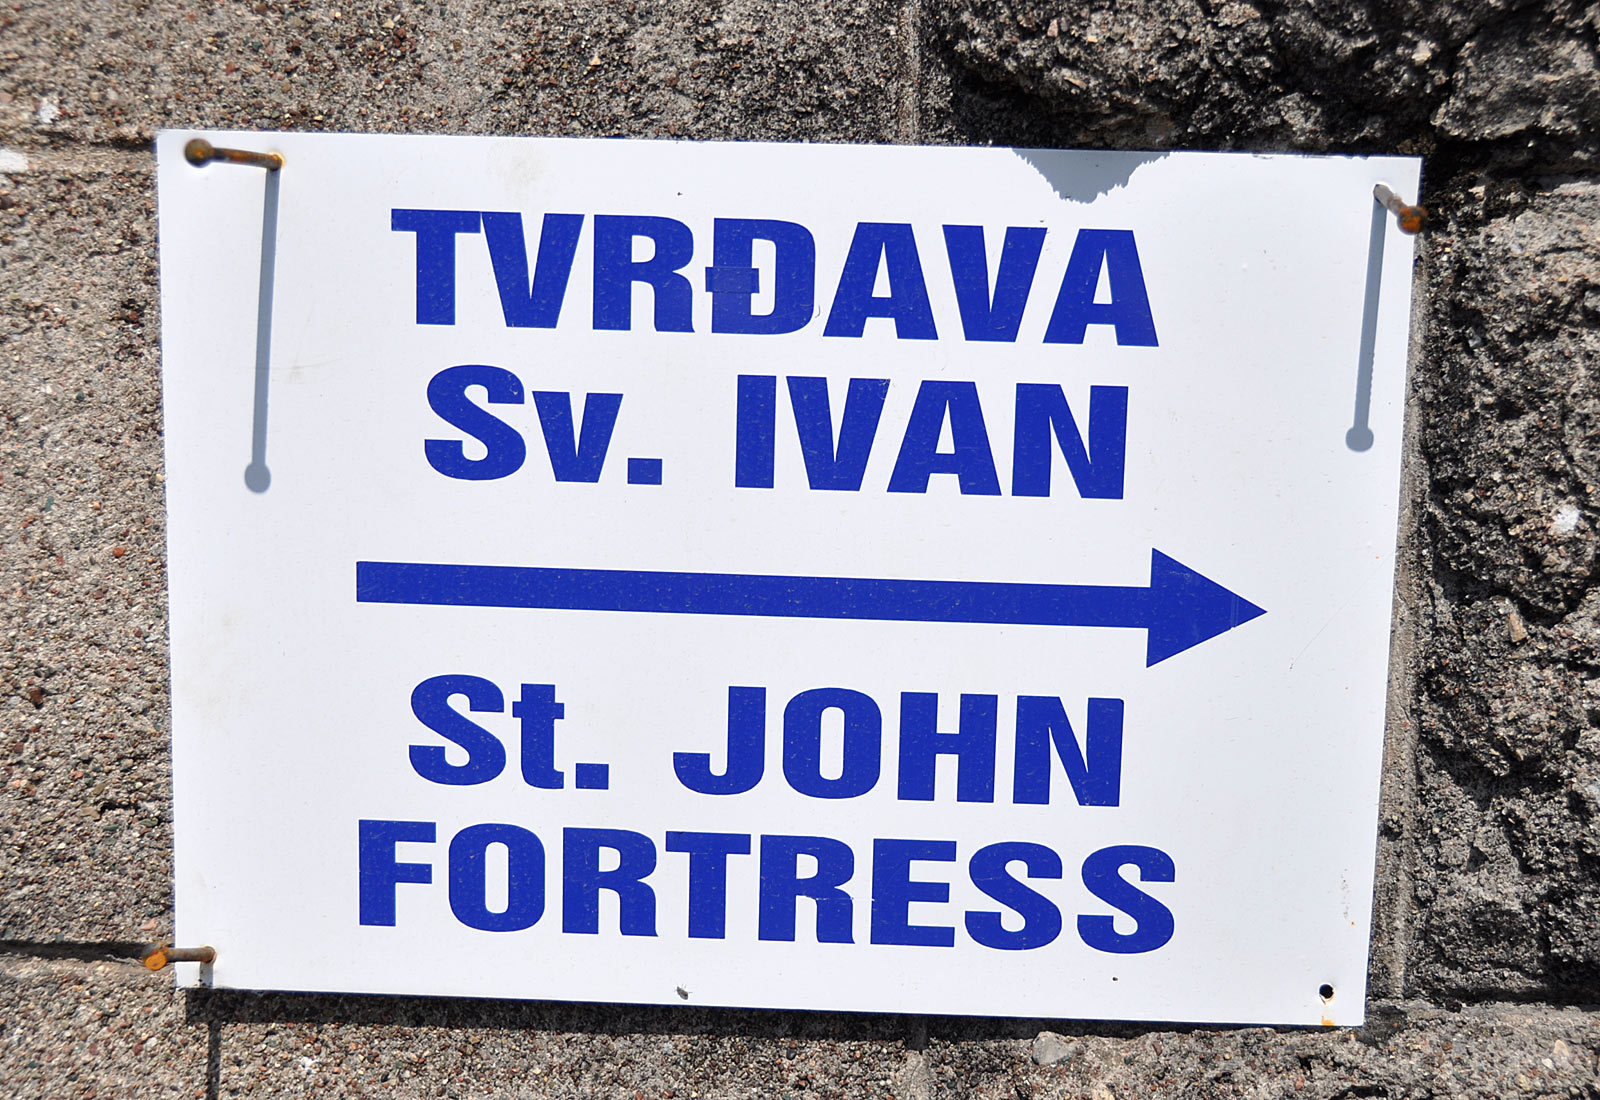 TVRĐAVA
Sv. IVAN
St. JOHN
FORTRESS